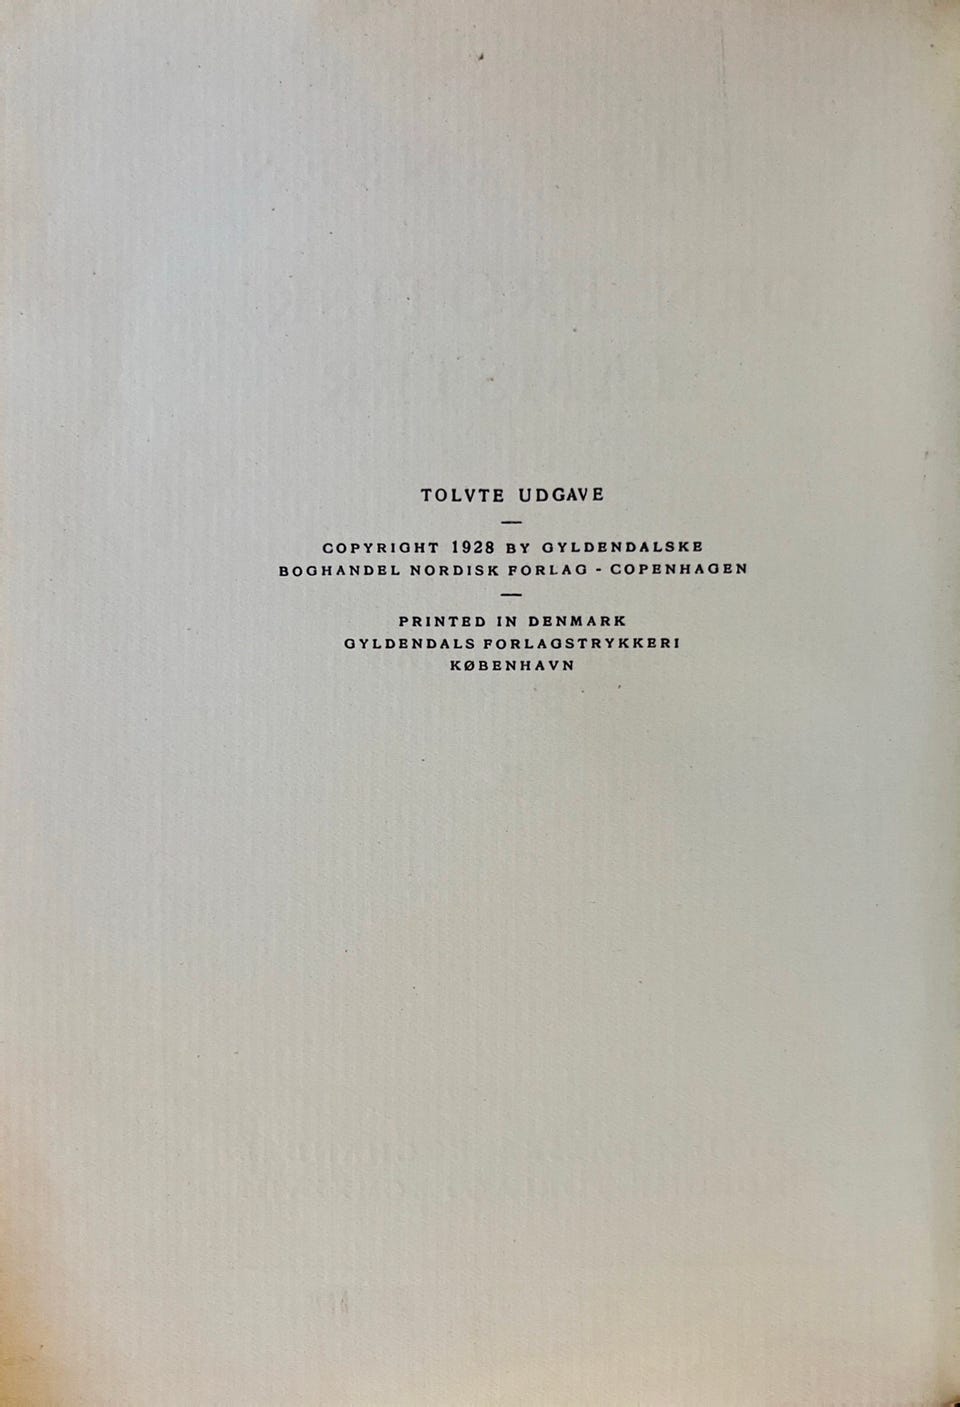 TOLVTE UDGAVE
COPYRIGHT 1928 BY GYLDENDALSKE
BOGHANDEL NORDISK FORLAG - COPENHAGEN
PRINTED IN DENMARK
GYLDENDALS FORLAGSTRYKKERI
KØBENHAVN